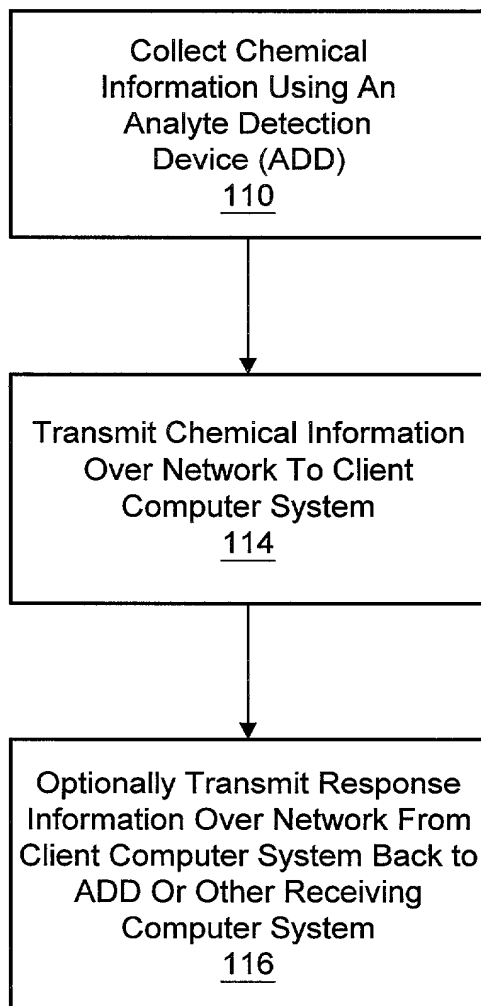 Collect Chemical
Information Using An
Analyte Detection
Device (ADD)
110
Transmit Chemical Information
Over Network To Client
Computer System
114
Optionally Transmit Response
Information Over Network From
Client Computer System Back to
ADD Or Other Receiving
Computer System
116